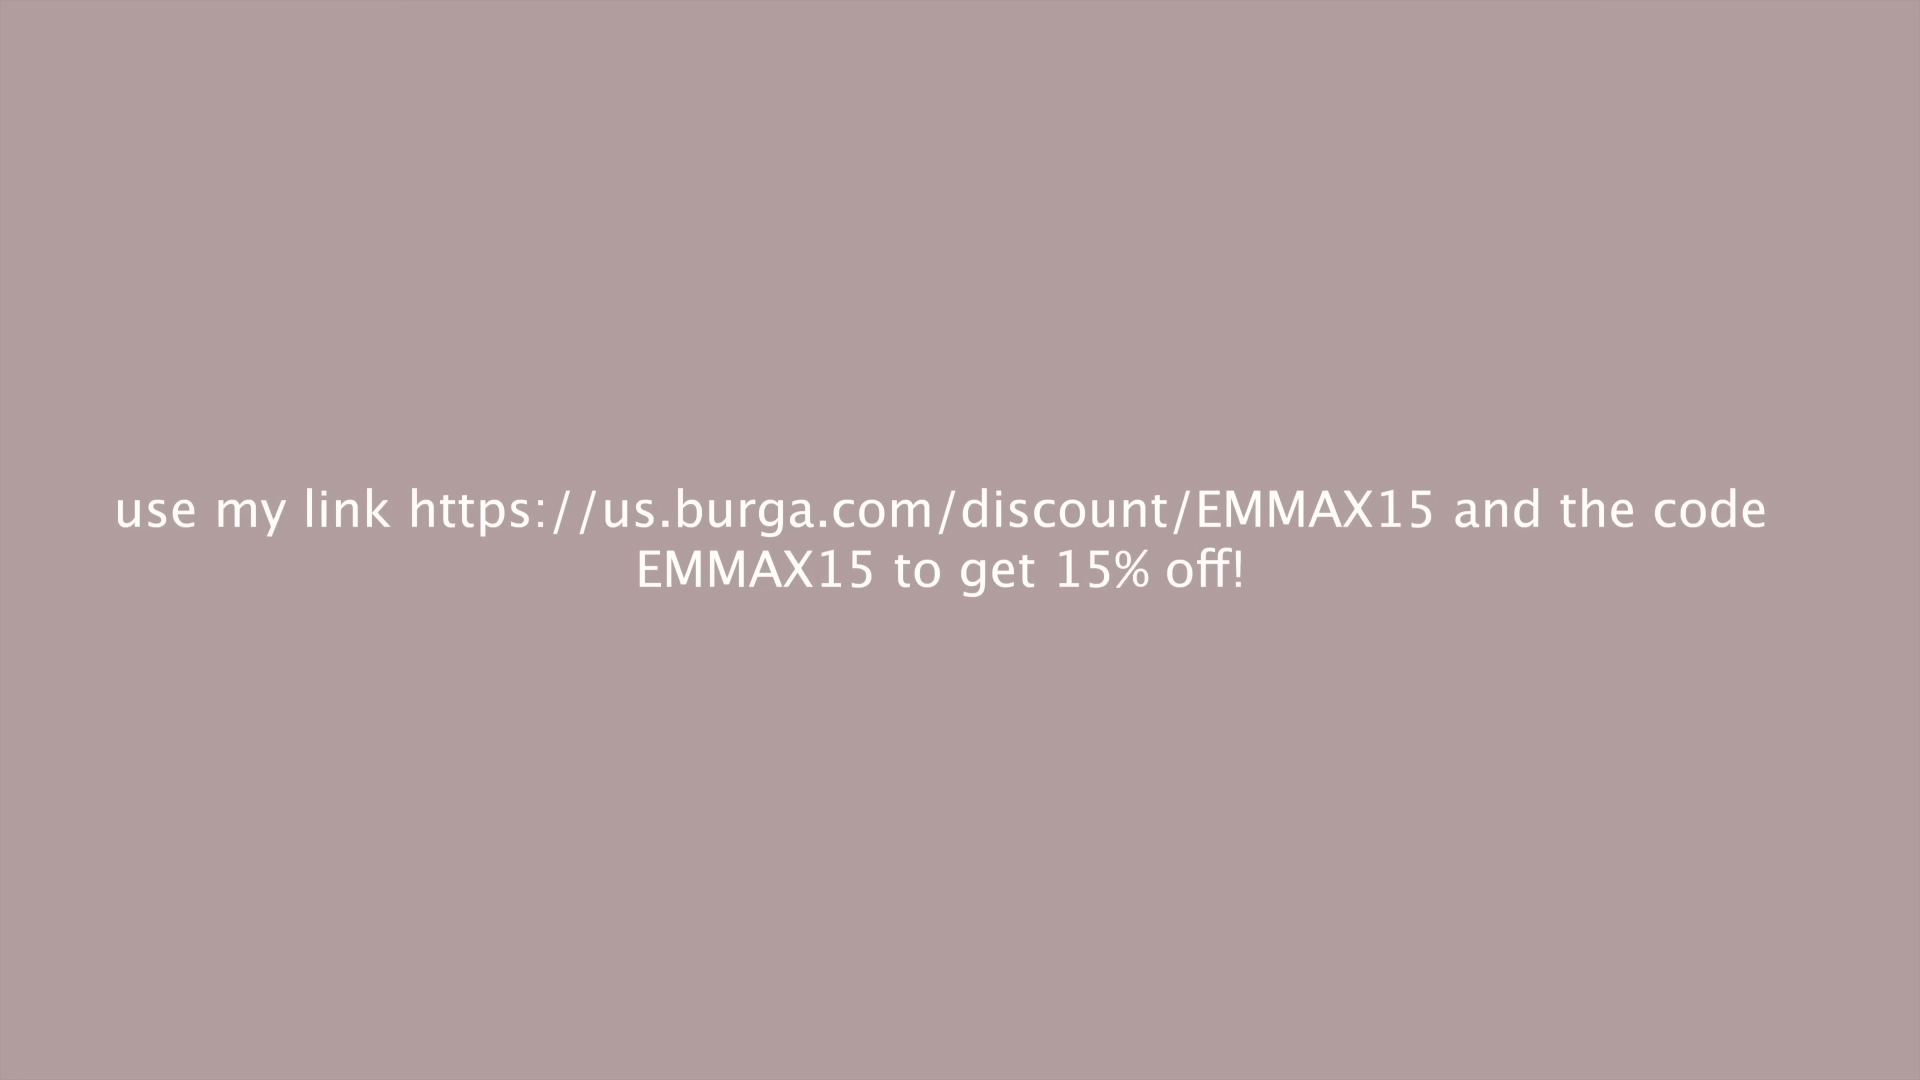 use my link https://us.burga.com/discount/EMMAX15 and the code
EMMAX15 to get 15% off!